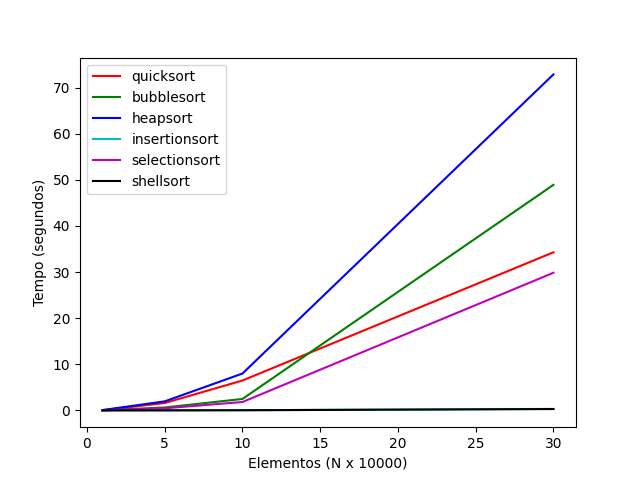 quicksort
bubblesort
heapsort
insertionsort
selectionsort
shellsort
Tempo (segundos)
70
60
50
40
30
20
10
0
0 5 10 15 20 25 30
Elementos (N x 10000)